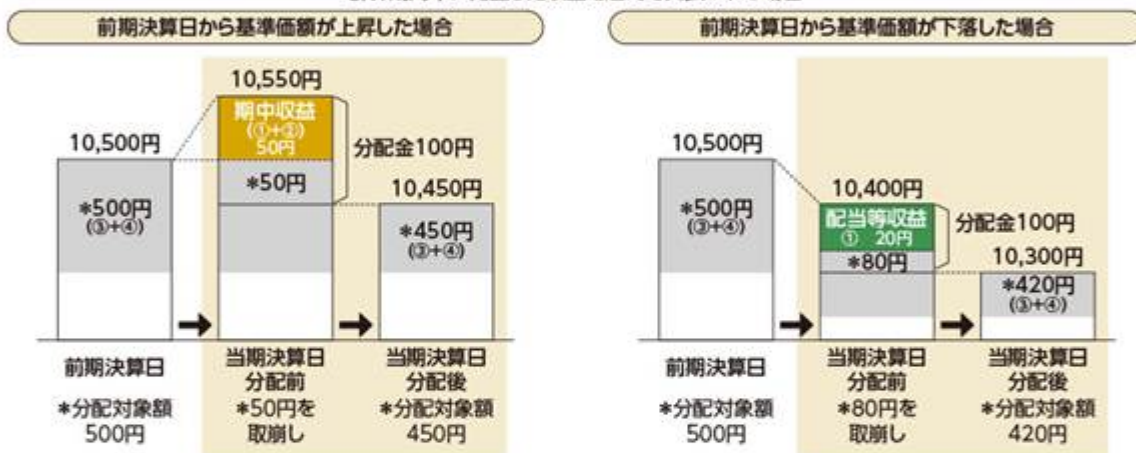 前期決算日から基準価額が上昇した場合
10,550円
期中収益
(①+②)
50円
10,500円
分配金100円
*50円
10,450円
*500円
(③+④)
*450円
(③+④)
前期決算日
当期決算日
分配前
当期決算日
分配後
*分配対象額
500円
*50円を
取崩し
*分配対象額
450円
前期決算日から基準価額が下落した場合
10,500円
10,400円
*500円
(③+④)
配当等収益
① 20円
分配金100円
*80円
10,300円
*420円
(③+④)
前期決算日
当期決算日
分配前
当期決算日
分配後
*分配対象額
500円
*80円を
取崩し
*分配対象額
420円